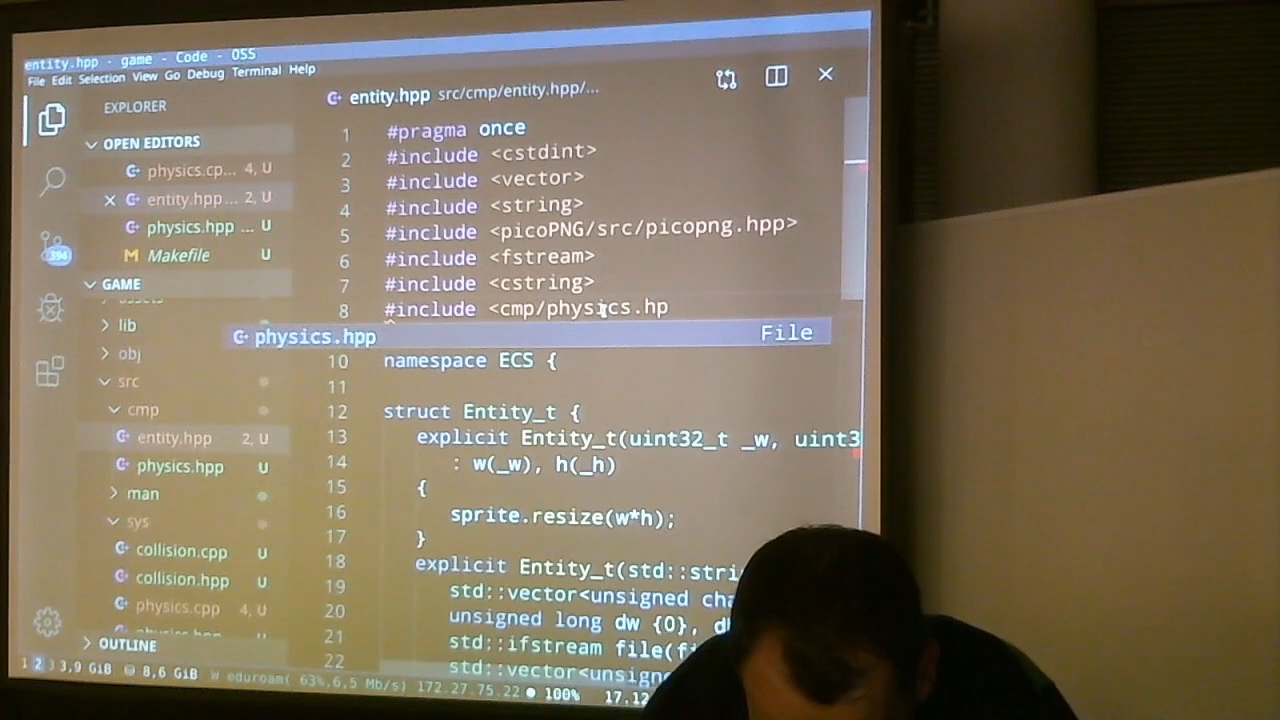 entity.hpp - game - Code - OSS
File Edit Selection View Go Debug Terminal Help
EXPLORER
OPEN EDITORS
physics.cp... 4, U
entity.hpp... 2, U
physics.hpp ... U
Makefile U
GAME
lib
obj
src
cmp
entity.hpp 2, U
physics.hpp U
man
sys
collision.cpp U
collision.hpp U
physics.cpp 4, U
OUTLINE
394
entity.hpp src/cmp/entity.hpp/...
1 #pragma once
2 #include <cstdint>
3 #include <vector>
4 #include <string>
5 #include <picoPNG/src/picopng.hpp>
6 #include <fstream>
7 #include <cstring>
8 #include <cmp/physics.hp
physics.hpp File
10 namespace ECS {
11
12 struct Entity_t {
13 explicit Entity_t(uint32_t _w, uint3
14 : w(_w), h(_h)
15 {
16 sprite.resize(w*h);
17 }
18 explicit Entity_t(std::stri
19 std::vector<unsigned cha
20 unsigned long dw {0}, d
21 std::ifstream file(fi
22 std::vector<unsign
1 2 3 3,9 GiB 8,6 GiB W eduroam( 63%,6,5 Mb/s) 172.27.75.22 100% 17.12